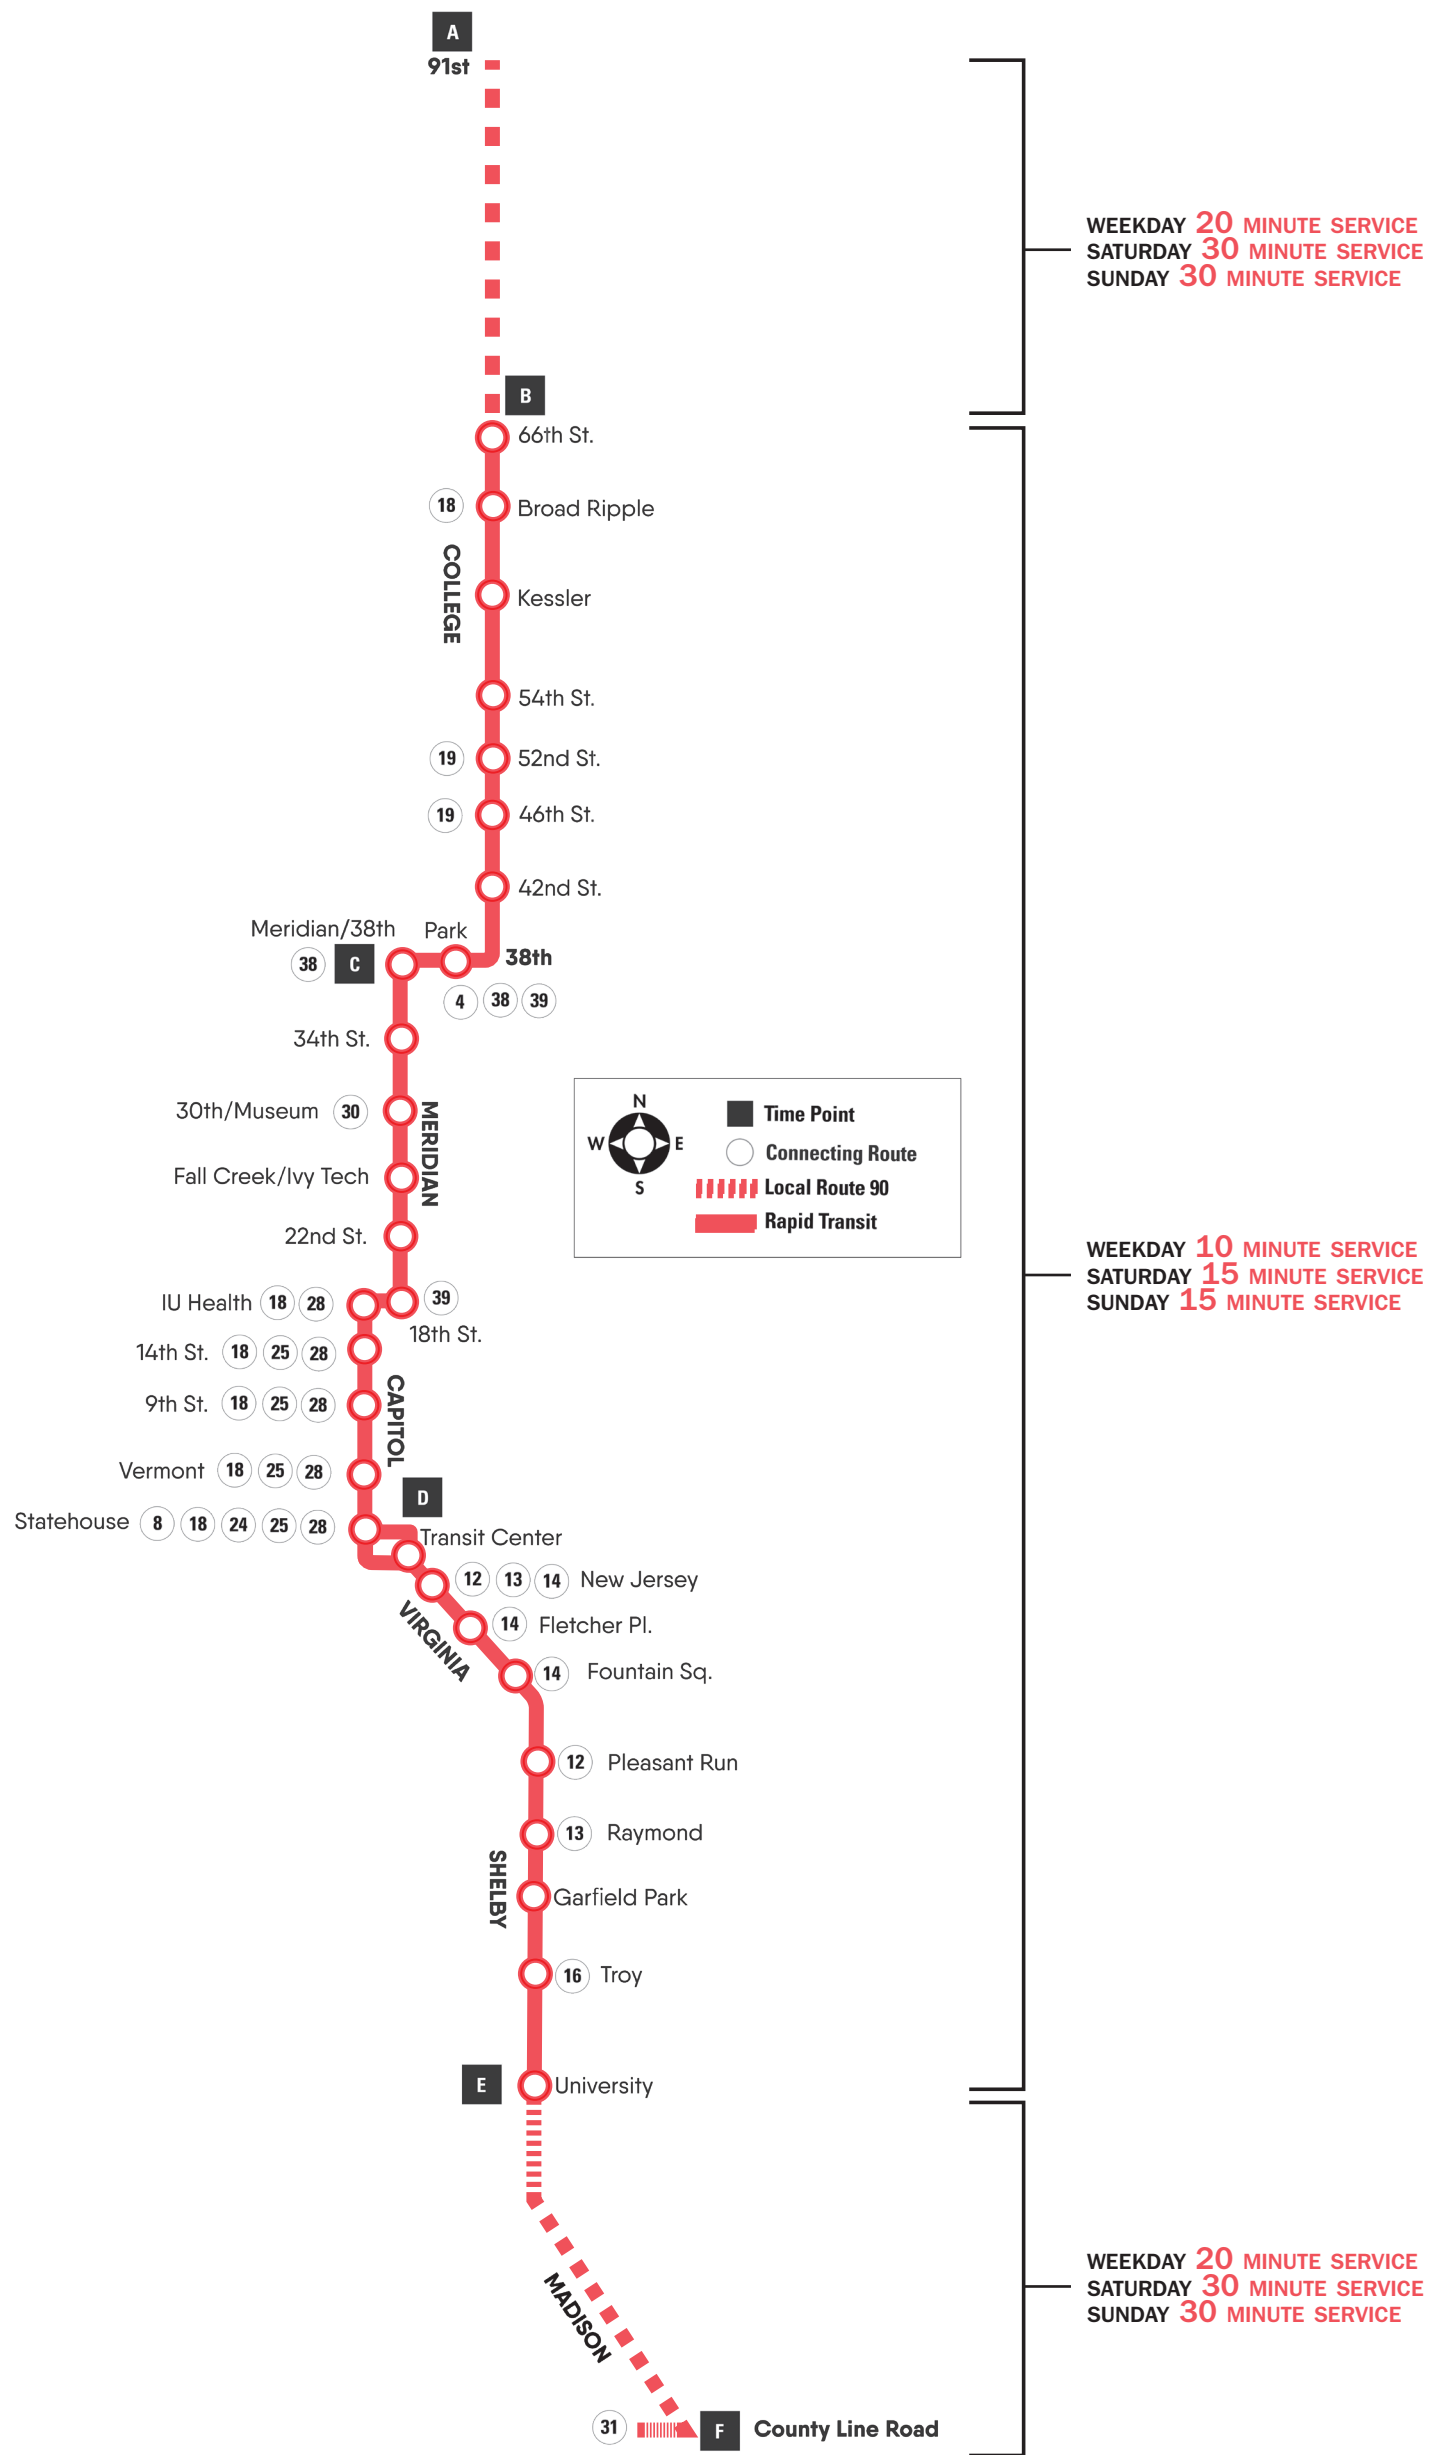 A
91st
WEEKDAY 20 MINUTE SERVICE
SATURDAY 30 MINUTE SERVICE
SUNDAY 30 MINUTE SERVICE
B
66th St.
18 Broad Ripple
COLLEGE
Kessler
54th St.
19 52nd St.
19 46th St.
42nd St.
Meridian/38th Park
38 C 38th
4 38 39
34th St.
30th/Museum 30
MERIDIAN
Fall Creek/Ivy Tech
22nd St.
N
W E
S
Time Point
Connecting Route
Local Route 90
Rapid Transit
WEEKDAY 10 MINUTE SERVICE
SATURDAY 15 MINUTE SERVICE
SUNDAY 15 MINUTE SERVICE
IU Health 18 28 39
18th St.
14th St. 18 25 28
CAPITOL
9th St. 18 25 28
Vermont 18 25 28
D
Statehouse 8 18 24 25 28
Transit Center
12 13 14 New Jersey
VIRGINIA
14 Fletcher Pl.
14 Fountain Sq.
12 Pleasant Run
13 Raymond
SHELBY
Garfield Park
16 Troy
E University
WEEKDAY 20 MINUTE SERVICE
SATURDAY 30 MINUTE SERVICE
SUNDAY 30 MINUTE SERVICE
MADISON
31 F County Line Road